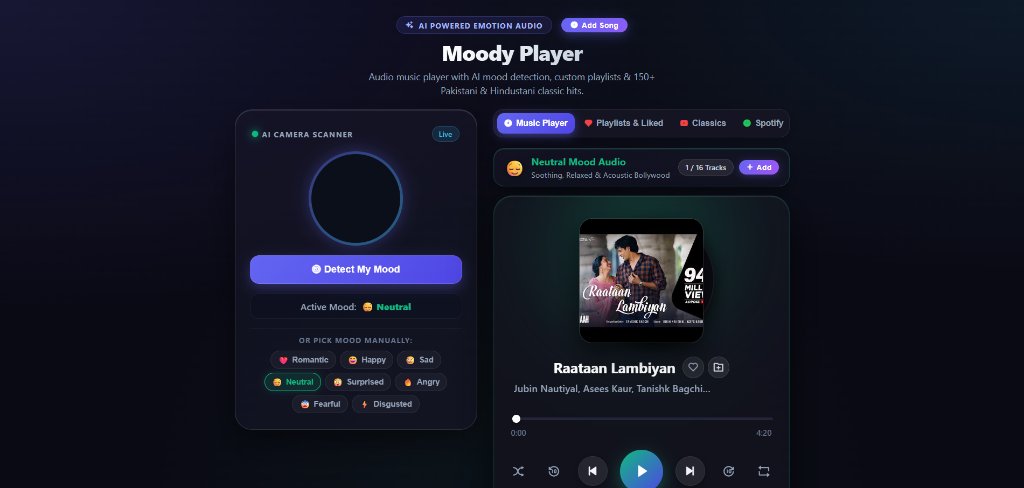 AI POWERED EMOTION AUDIO
Add Song
Moody Player
Audio music player with AI mood detection, custom playlists & 150+
Pakistani & Hindustani classic hits.
AI CAMERA SCANNER
Live
Detect My Mood
Active Mood: Neutral
OR PICK MOOD MANUALLY:
Romantic
Happy
Sad
Neutral
Surprised
Angry
Fearful
Disgusted
Music Player
Playlists & Liked
Classics
Spotify
Neutral Mood Audio
Soothing, Relaxed & Acoustic Bollywood
1 / 16 Tracks
+ Add
Raataan
Lambiyan
94
MILL
VIEW
Raataan Lambiyan
Jubin Nautiyal, Asees Kaur, Tanishk Bagchi...
0:00
4:20
10
10